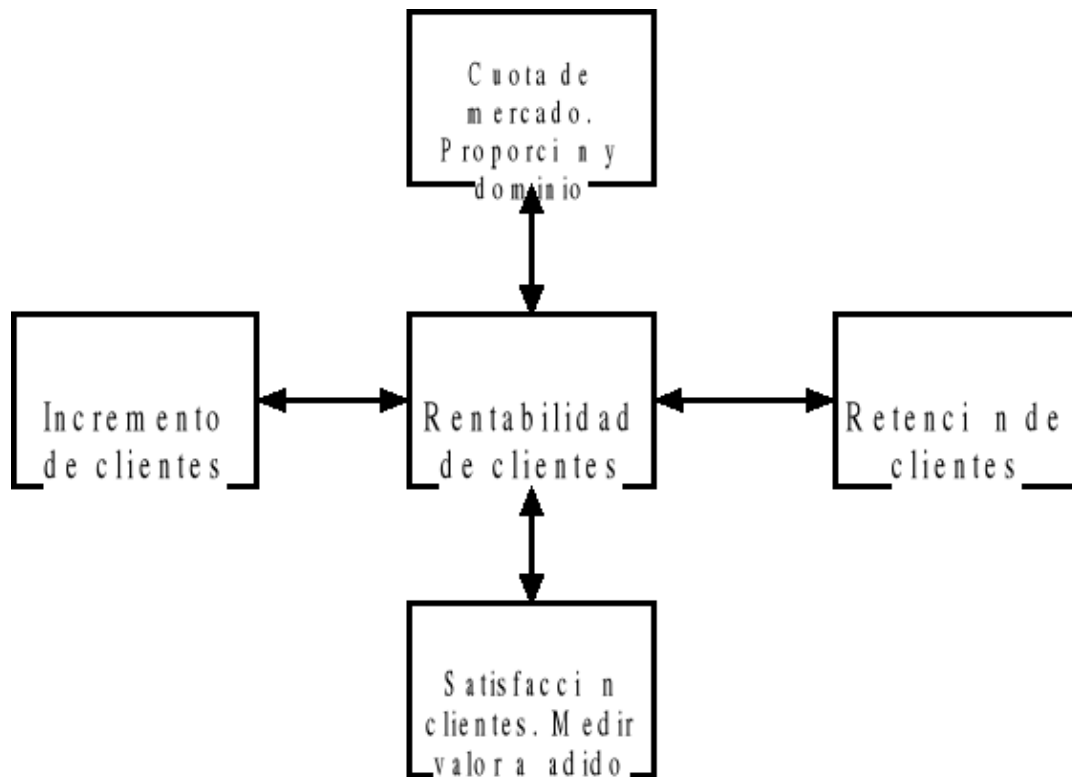 Cuota de
mercado.
Proporci n y
dominio
Incremento
de clientes
Rentabilidad
de clientes
Retenci n de
clientes
Satisfacci n
clientes. Medir
valor a adido